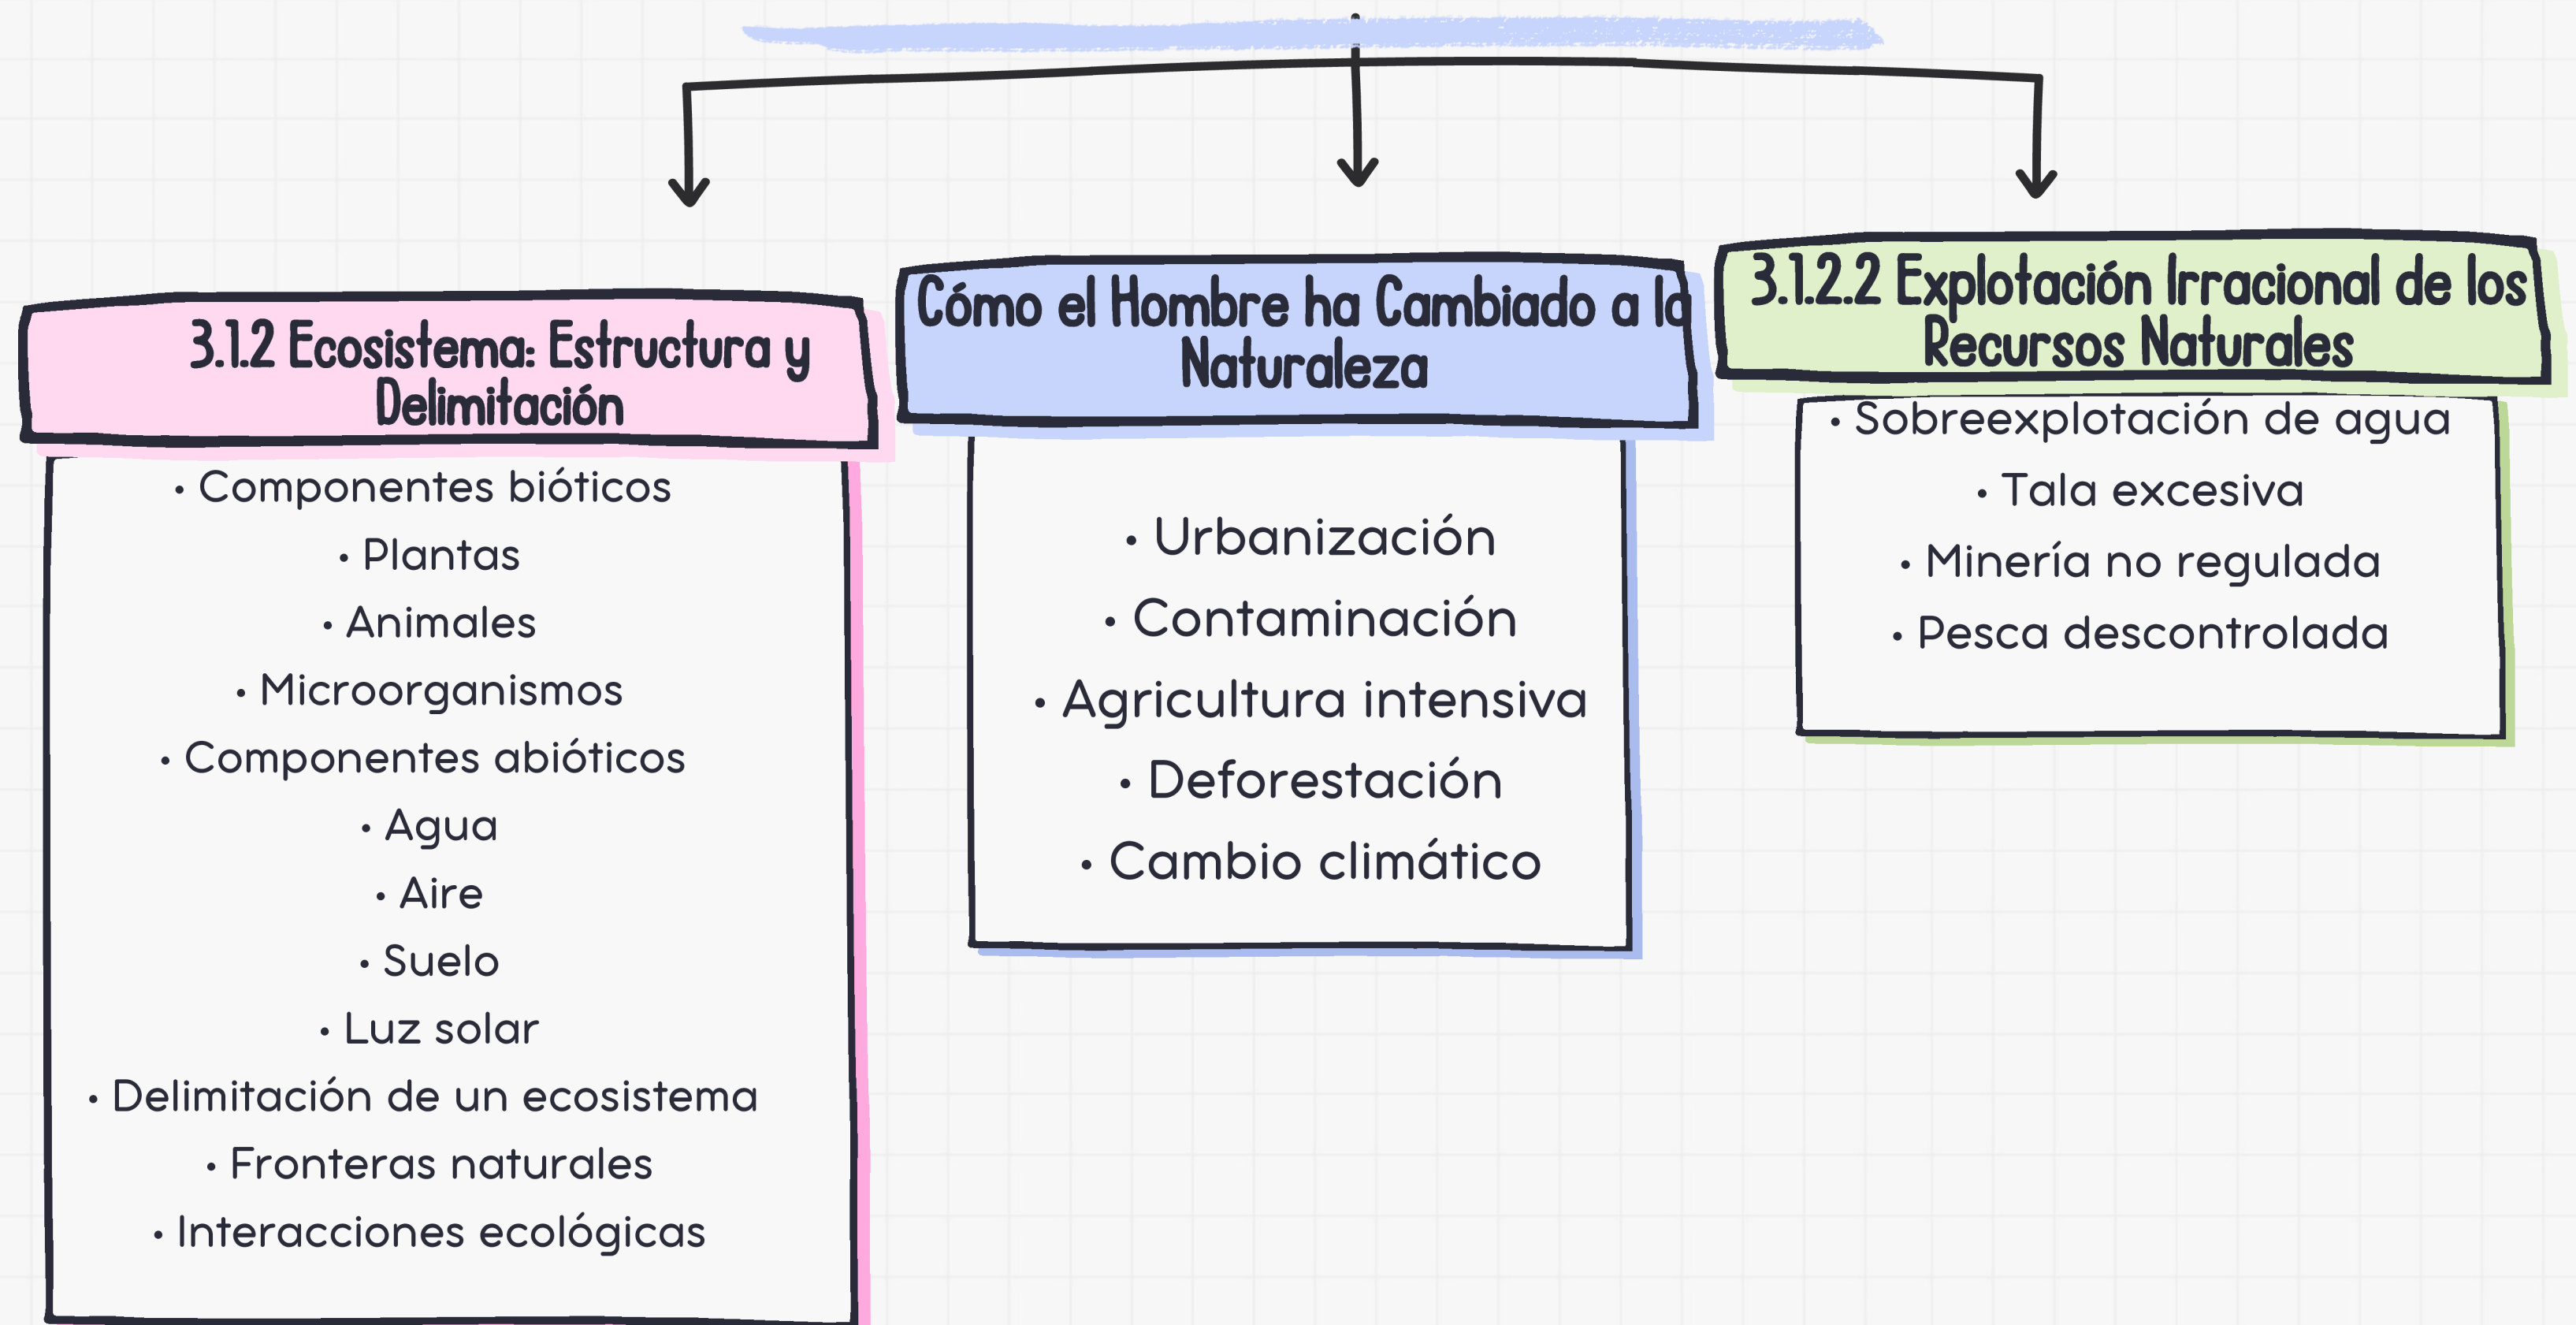 3.1.2 Ecosistema: Estructura y
Delimitación
• Componentes bióticos
• Plantas
• Animales
• Microorganismos
• Componentes abióticos
• Agua
• Aire
• Suelo
• Luz solar
• Delimitación de un ecosistema
• Fronteras naturales
• Interacciones ecológicas
Cómo el Hombre ha Cambiado a la
Naturaleza
• Urbanización
• Contaminación
• Agricultura intensiva
• Deforestación
• Cambio climático
3.1.2.2 Explotación Irracional de los
Recursos Naturales
• Sobreexplotación de agua
• Tala excesiva
• Minería no regulada
• Pesca descontrolada